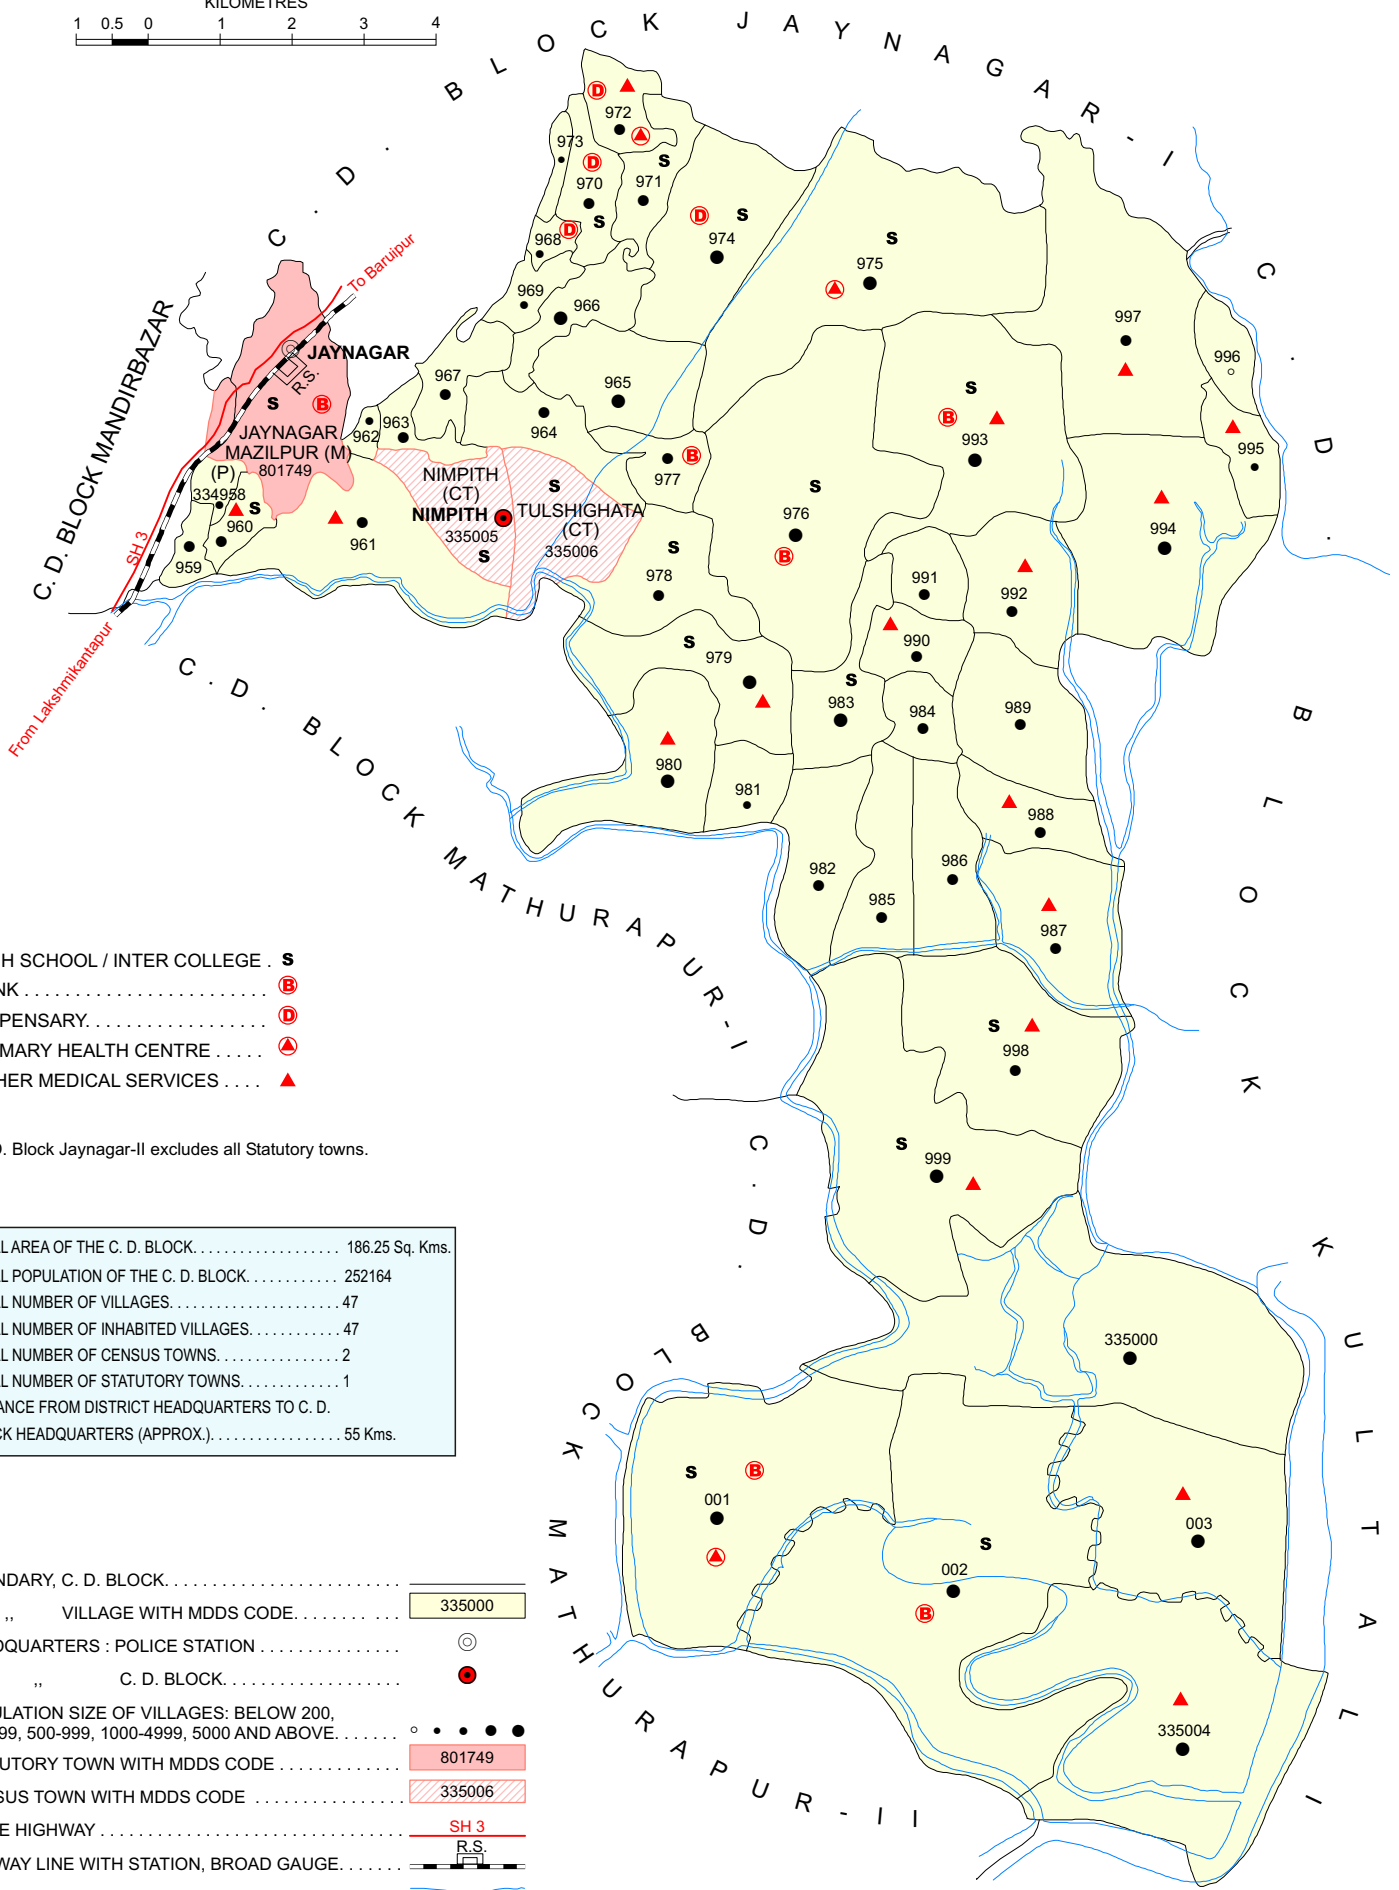 KILOMETRES
1 0.5 0 1 2 3 4
C. D. BLOCK JAYNAGAR-I
C. D. BLOCK MANDIRBAZAR
C. D. BLOCK MATHURAPUR-I
C. D. BLOCK KULTALI
C. D. BLOCK MATHURAPUR-II
To Baruipur
From Lakshmikantapur
SH 3
R.S.
JAYNAGAR
S
B
JAYNAGAR
MAZILPUR (M)
801749
(P)
334958
S
960
959
961
962
963
967
964
NIMPITH
(CT)
NIMPITH
335005
S
S
TULSHIGHATA
(CT)
335006
D
972
973
D
970
S
S
971
968
D
969
966
965
D
S
974
S
975
997
996
995
994
977
B
S
976
B
S
B
993
S
978
991
992
990
S
979
S
983
984
989
980
981
988
982
985
986
987
S
998
S
999
335000
S
B
001
S
002
B
003
335004
H SCHOOL / INTER COLLEGE . S
NK . . . . . . . . . . . . . . . . . . . . . . . . B
PENSARY. . . . . . . . . . . . . . . . . . D
MARY HEALTH CENTRE . . . . .
HER MEDICAL SERVICES . . . .
D. Block Jaynagar-II excludes all Statutory towns.
AL AREA OF THE C. D. BLOCK. . . . . . . . . . . . . . . . . . . 186.25 Sq. Kms.
AL POPULATION OF THE C. D. BLOCK. . . . . . . . . . . . 252164
AL NUMBER OF VILLAGES. . . . . . . . . . . . . . . . . . . . . . 47
AL NUMBER OF INHABITED VILLAGES. . . . . . . . . . . . 47
AL NUMBER OF CENSUS TOWNS. . . . . . . . . . . . . . . . 2
AL NUMBER OF STATUTORY TOWNS. . . . . . . . . . . . . 1
ANCE FROM DISTRICT HEADQUARTERS TO C. D.
CK HEADQUARTERS (APPROX.). . . . . . . . . . . . . . . . . 55 Kms.
NDARY, C. D. BLOCK. . . . . . . . . . . . . . . . . . . . . . . .
,, VILLAGE WITH MDDS CODE. . . . . . . . . . . 335000
DQUARTERS : POLICE STATION . . . . . . . . . . . . . .
,, C. D. BLOCK. . . . . . . . . . . . . . . . . .
ULATION SIZE OF VILLAGES: BELOW 200,
99, 500-999, 1000-4999, 5000 AND ABOVE. . . . . . .
UTORY TOWN WITH MDDS CODE . . . . . . . . . . . . . 801749
SUS TOWN WITH MDDS CODE . . . . . . . . . . . . . . . . 335006
E HIGHWAY . . . . . . . . . . . . . . . . . . . . . . . . . . . . . . . SH 3
R.S.
WAY LINE WITH STATION, BROAD GAUGE. . . . . . .